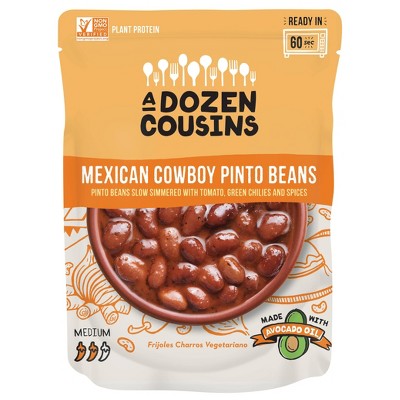 NON
GMO
VERIFIED
PLANT PROTEIN
READY IN
60 sec
A DOZEN
COUSINS
MEXICAN COWBOY PINTO BEANS
PINTO BEANS SLOW SIMMERED WITH TOMATO, GREEN CHILIES AND SPICES
MEDIUM
Frijoles Charros Vegetariano
MADE WITH
AVOCADO OIL